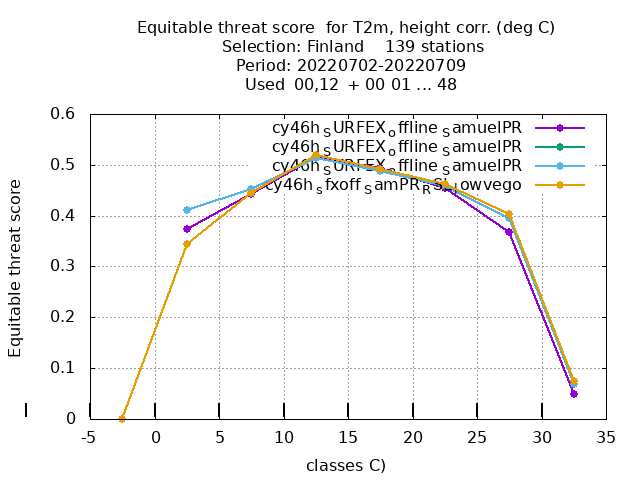 Equitable threat score for T2m, height corr. (deg C)
Selection: Finland 139 stations
Period: 20220702-20220709
Used 00,12 + 00 01 ... 48
0.6
0.5
0.4
0.3
0.2
0.1
0
Equitable threat score
cy46h_SURFEX_offline_SamuelPR
cy46h_SURFEX_offline_SamuelPR
cy46h_SURFEX_offline_SamuelPR
-5
0
5
10
15
20
25
30
35
classes C)